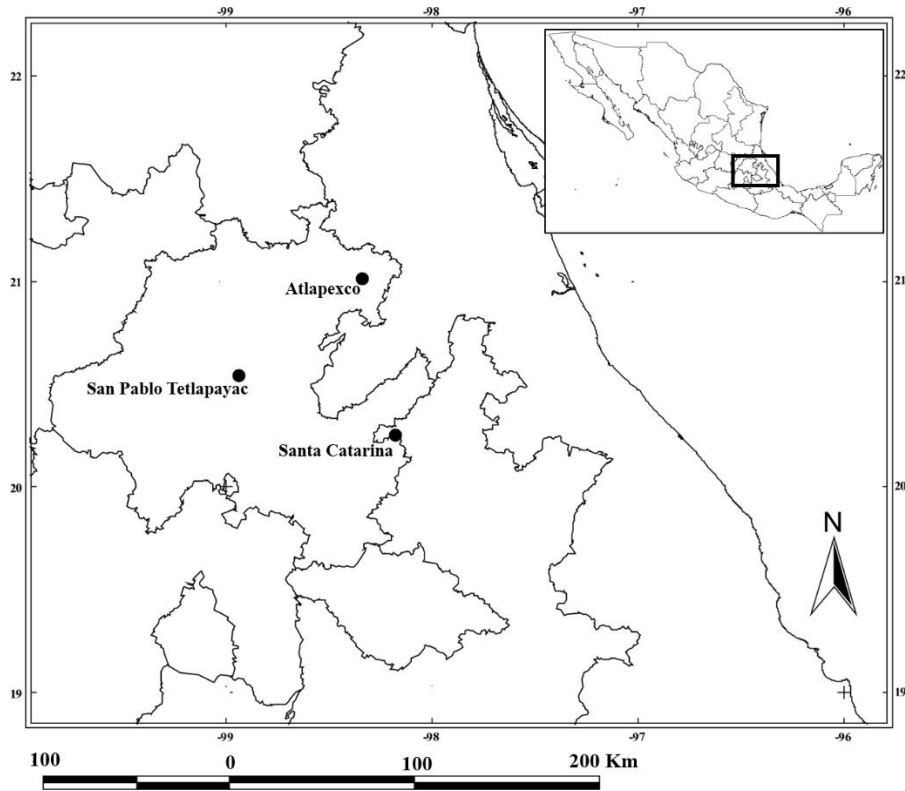 -99 -98 -97 -96
22 22
21 21
Atlapexco
San Pablo Tetlapayac
Santa Catarina
20 20
N
19 19
-99 -98 -97 -96
100 0 100 200 Km